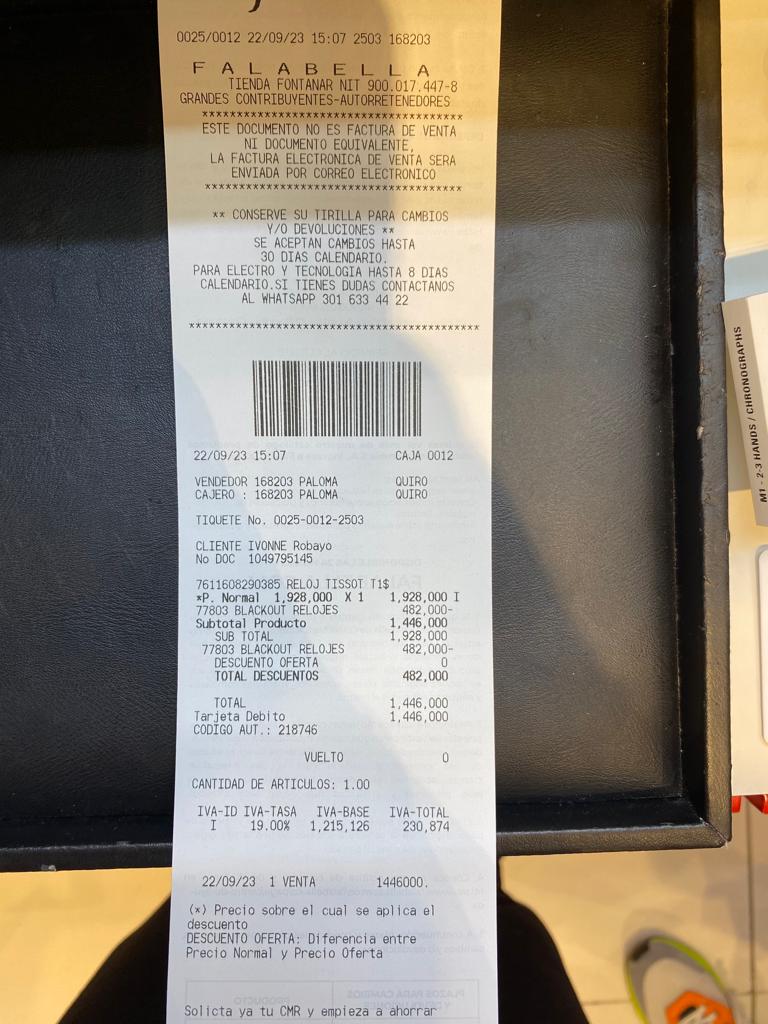 0025/0012 22/09/23 15:07 2503 168203
FALABELLA
TIENDA FONTANAR NIT 900.017.447-8
GRANDES CONTRIBUYENTES-AUTORRETENEDORES
****************************************
ESTE DOCUMENTO NO ES FACTURA DE VENTA
NI DOCUMENTO EQUIVALENTE,
LA FACTURA ELECTRONICA DE VENTA SERA
ENVIADA POR CORREO ELECTRONICO
****************************************
** CONSERVE SU TIRILLA PARA CAMBIOS
Y/O DEVOLUCIONES **
SE ACEPTAN CAMBIOS HASTA
30 DIAS CALENDARIO.
PARA ELECTRO Y TECNOLOGIA HASTA 8 DIAS
CALENDARIO.SI TIENES DUDAS CONTACTANOS
AL WHATSAPP 301 633 44 22
********************************************
22/09/23 15:07 CAJA 0012
VENDEDOR 168203 PALOMA QUIRO
CAJERO : 168203 PALOMA QUIRO
TIQUETE No. 0025-0012-2503
CLIENTE IVONNE Robayo
No DOC 1049795145
7611608290385 RELOJ TISSOT T1$
*P. Normal 1,928,000 X 1 1,928,000 I
77803 BLACKOUT RELOJES 482,000-
Subtotal Producto 1,446,000
SUB TOTAL 1,928,000
77803 BLACKOUT RELOJES 482,000-
DESCUENTO OFERTA 0
TOTAL DESCUENTOS 482,000
TOTAL 1,446,000
Tarjeta Debito 1,446,000
CODIGO AUT.: 218746
VUELTO 0
CANTIDAD DE ARTICULOS: 1.00
IVA-ID IVA-TASA IVA-BASE IVA-TOTAL
I 19.00% 1,215,126 230,874
22/09/23 1 VENTA 1446000.
(*) Precio sobre el cual se aplica el
descuento
DESCUENTO OFERTA: Diferencia entre
Precio Normal y Precio Oferta
Solicta ya tu CMR y empieza a ahorrar
M1 - 2-3 HANDS / CHRONOGRAPHS